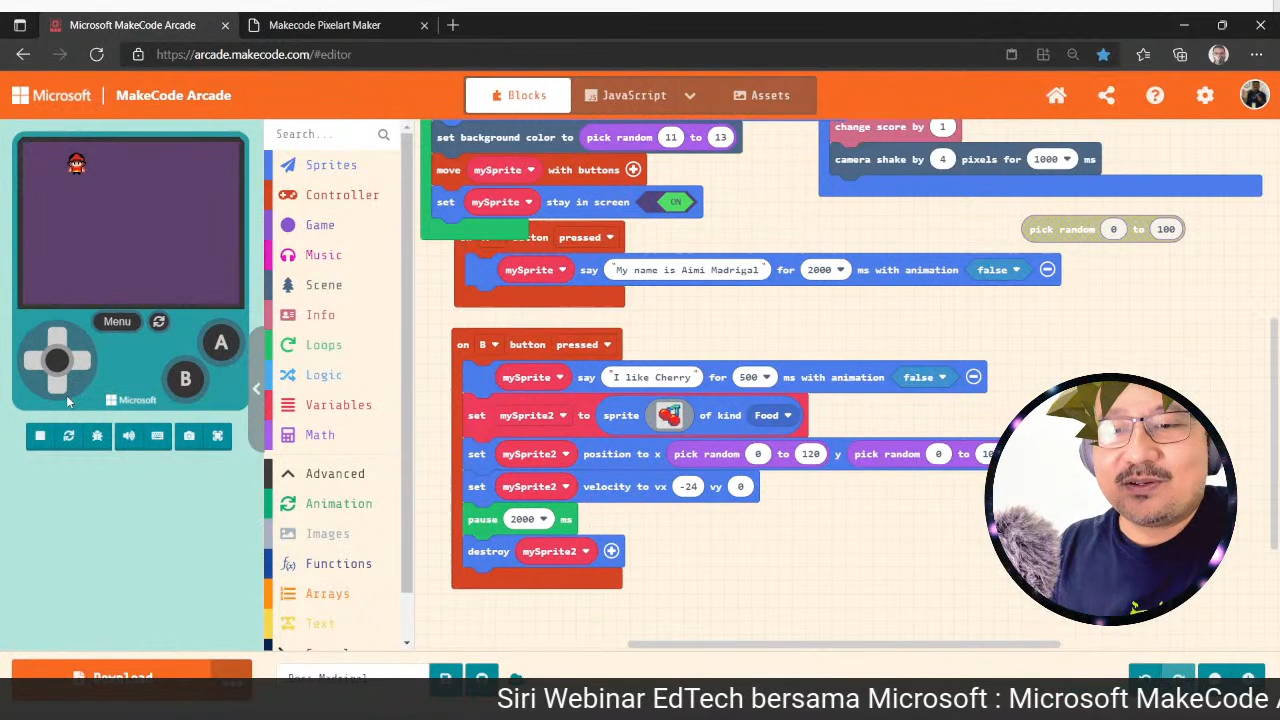 Microsoft MakeCode Arcade
Makecode Pixelart Maker
https://arcade.makecode.com/#editor
Microsoft
MakeCode Arcade
Blocks
JavaScript
Assets
Search...
Sprites
Controller
Game
Music
Scene
Info
Loops
Logic
Variables
Math
Advanced
Animation
Images
Functions
Arrays
Text
Menu
A
B
Microsoft
Download
set background color to pick random 11 to 13
move mySprite with buttons
set mySprite stay in screen ON
change score by 1
camera shake by 4 pixels for 1000 ms
pick random 0 to 100
button pressed
mySprite say "My name is Aimi Madrigal" for 2000 ms with animation false
on B button pressed
mySprite say "I like Cherry" for 500 ms with animation false
set mySprite2 to sprite of kind Food
set mySprite2 position to x pick random 0 to 120 y pick random 0 to
set mySprite2 velocity to vx -24 vy 0
pause 2000 ms
destroy mySprite2
Siri Webinar EdTech bersama Microsoft : Microsoft MakeCode